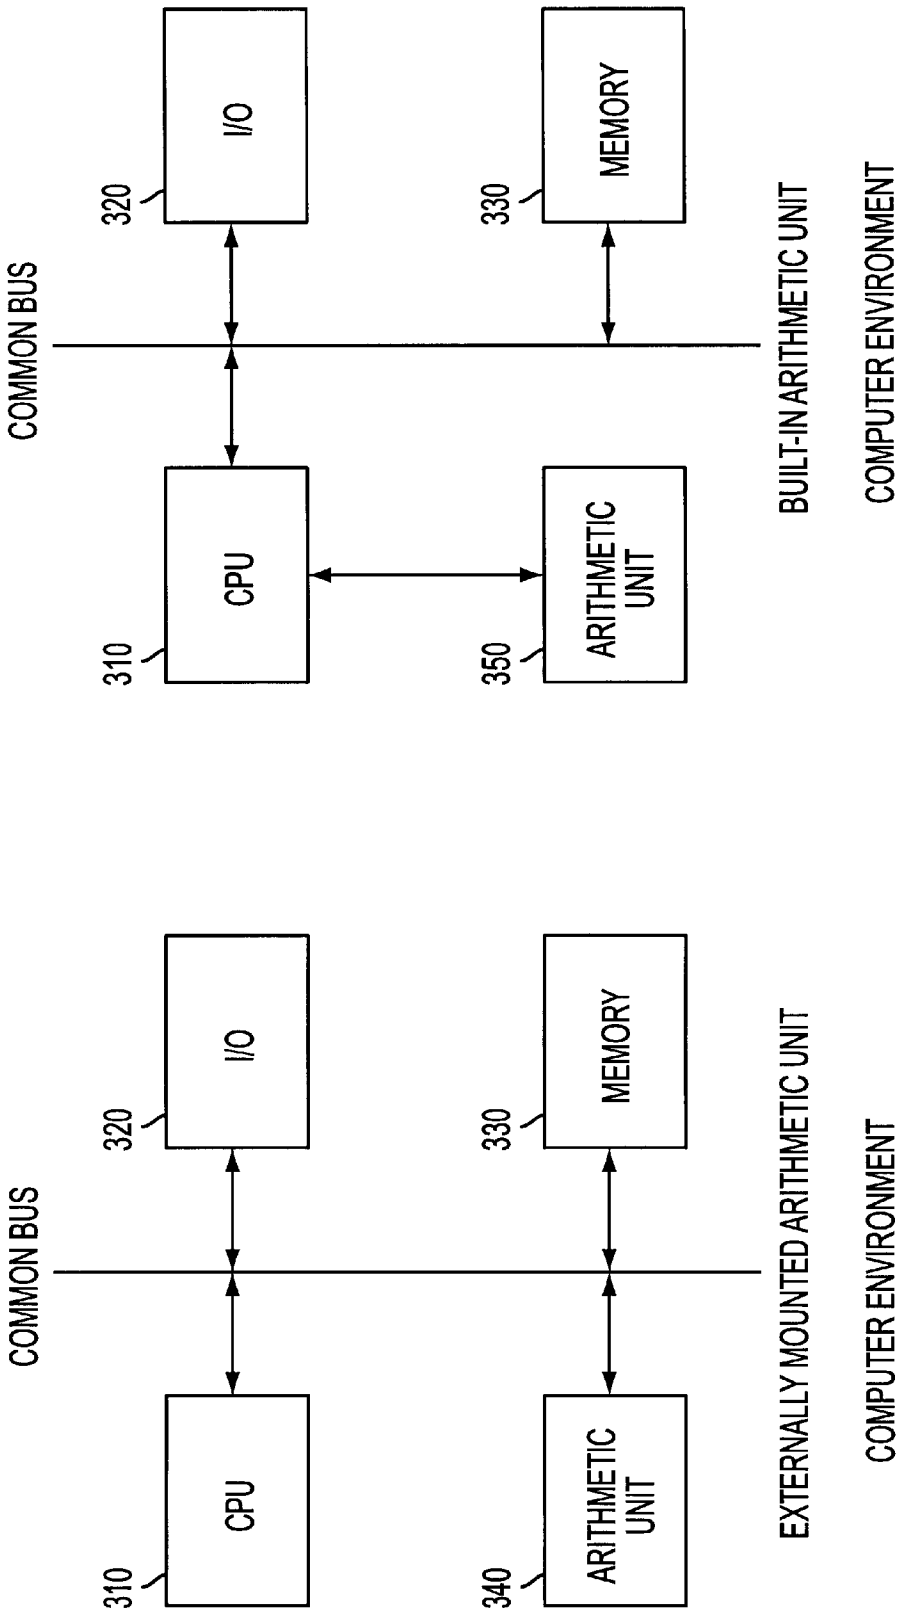 COMMON BUS
310
CPU
320
I/O
340
ARITHMETIC
UNIT
330
MEMORY
EXTERNALLY MOUNTED ARITHMETIC UNIT
COMPUTER ENVIRONMENT
COMMON BUS
310
CPU
320
I/O
350
ARITHMETIC
UNIT
330
MEMORY
BUILT-IN ARITHMETIC UNIT
COMPUTER ENVIRONMENT